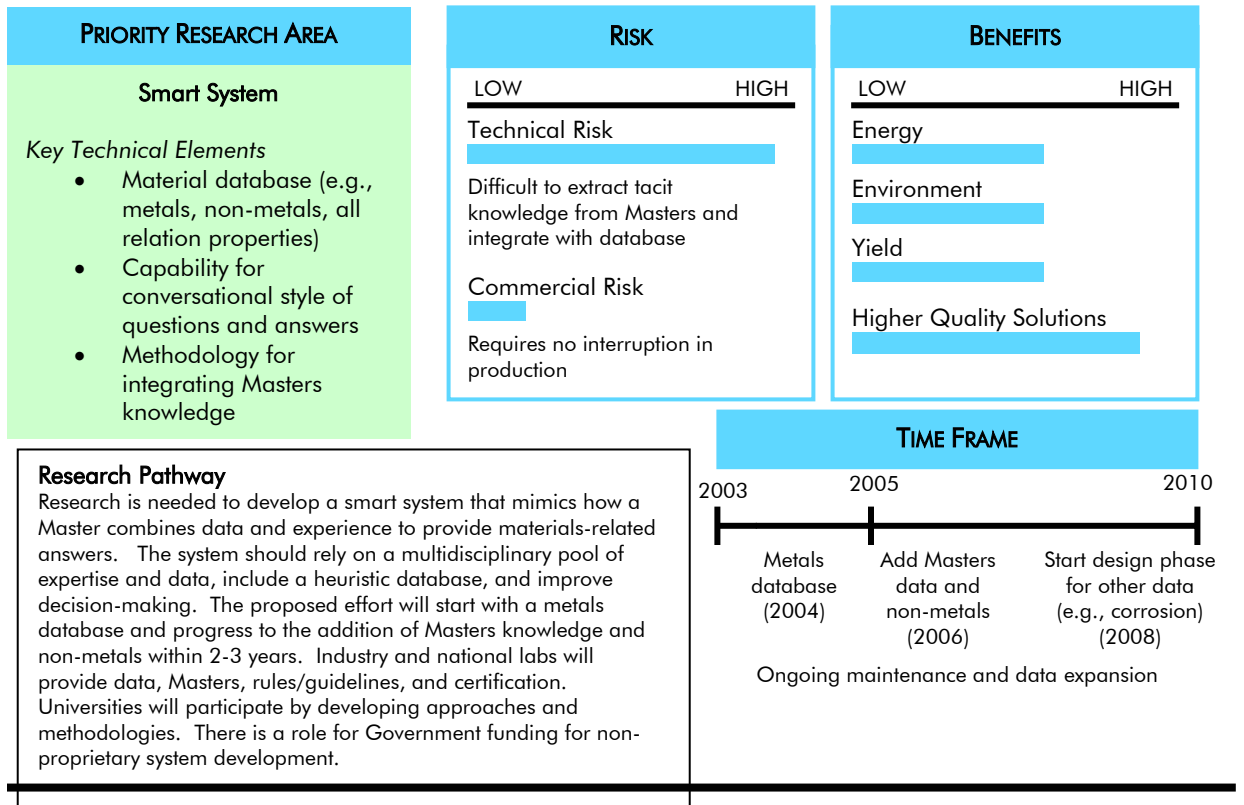 PRIORITY RESEARCH AREA
Smart System
Key Technical Elements
• Material database (e.g.,
metals, non-metals, all
relation properties)
• Capability for
conversational style of
questions and answers
• Methodology for
integrating Masters
knowledge
RISK
LOW HIGH
Technical Risk
Difficult to extract tacit
knowledge from Masters and
integrate with database
Commercial Risk
Requires no interruption in
production
BENEFITS
LOW HIGH
Energy
Environment
Yield
Higher Quality Solutions
TIME FRAME
2003 2005 2010
Metals
database
(2004)
Add Masters
data and
non-metals
(2006)
Start design phase
for other data
(e.g., corrosion)
(2008)
Ongoing maintenance and data expansion
Research Pathway
Research is needed to develop a smart system that mimics how a
Master combines data and experience to provide materials-related
answers. The system should rely on a multidisciplinary pool of
expertise and data, include a heuristic database, and improve
decision-making. The proposed effort will start with a metals
database and progress to the addition of Masters knowledge and
non-metals within 2-3 years. Industry and national labs will
provide data, Masters, rules/guidelines, and certification.
Universities will participate by developing approaches and
methodologies. There is a role for Government funding for non-
proprietary system development.